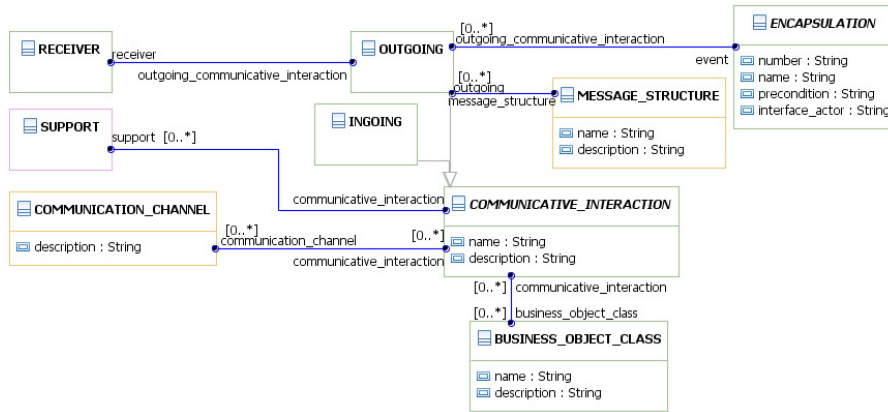 [0..*]
outgoing_communicative_interaction
ENCAPSULATION
event
number : String
name : String
precondition : String
interface_actor : String
RECEIVER
receiver
outgoing_communicative_interaction
OUTGOING
[0..*]
outgoing
message_structure
MESSAGE_STRUCTURE
name : String
description : String
INGOING
SUPPORT
support [0..*]
communicative_interaction
COMMUNICATION_CHANNEL
description : String
[0..*]
communication_channel
[0..*]
communicative_interaction
COMMUNICATIVE_INTERACTION
name : String
description : String
[0..*] communicative_interaction
[0..*] business_object_class
BUSINESS_OBJECT_CLASS
name : String
description : String